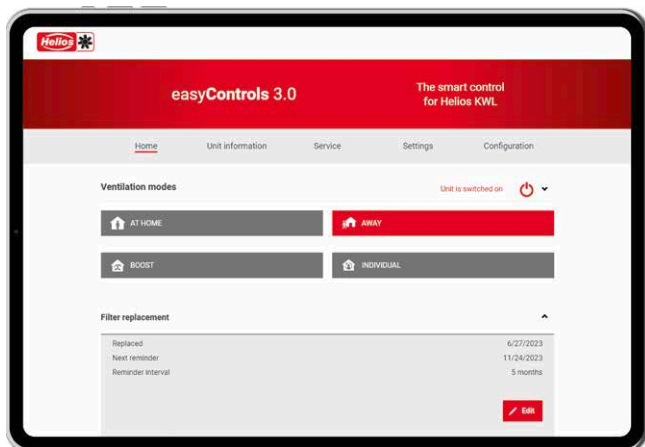 Helios
easyControls 3.0
The smart control
for Helios KWL
Home Unit information Service Settings Configuration
Ventilation modes Unit is switched on
AT HOME AWAY
BOOST INDIVIDUAL
Filter replacement
Replaced 6/27/2023
Next reminder 11/24/2023
Reminder interval 5 months
Edit